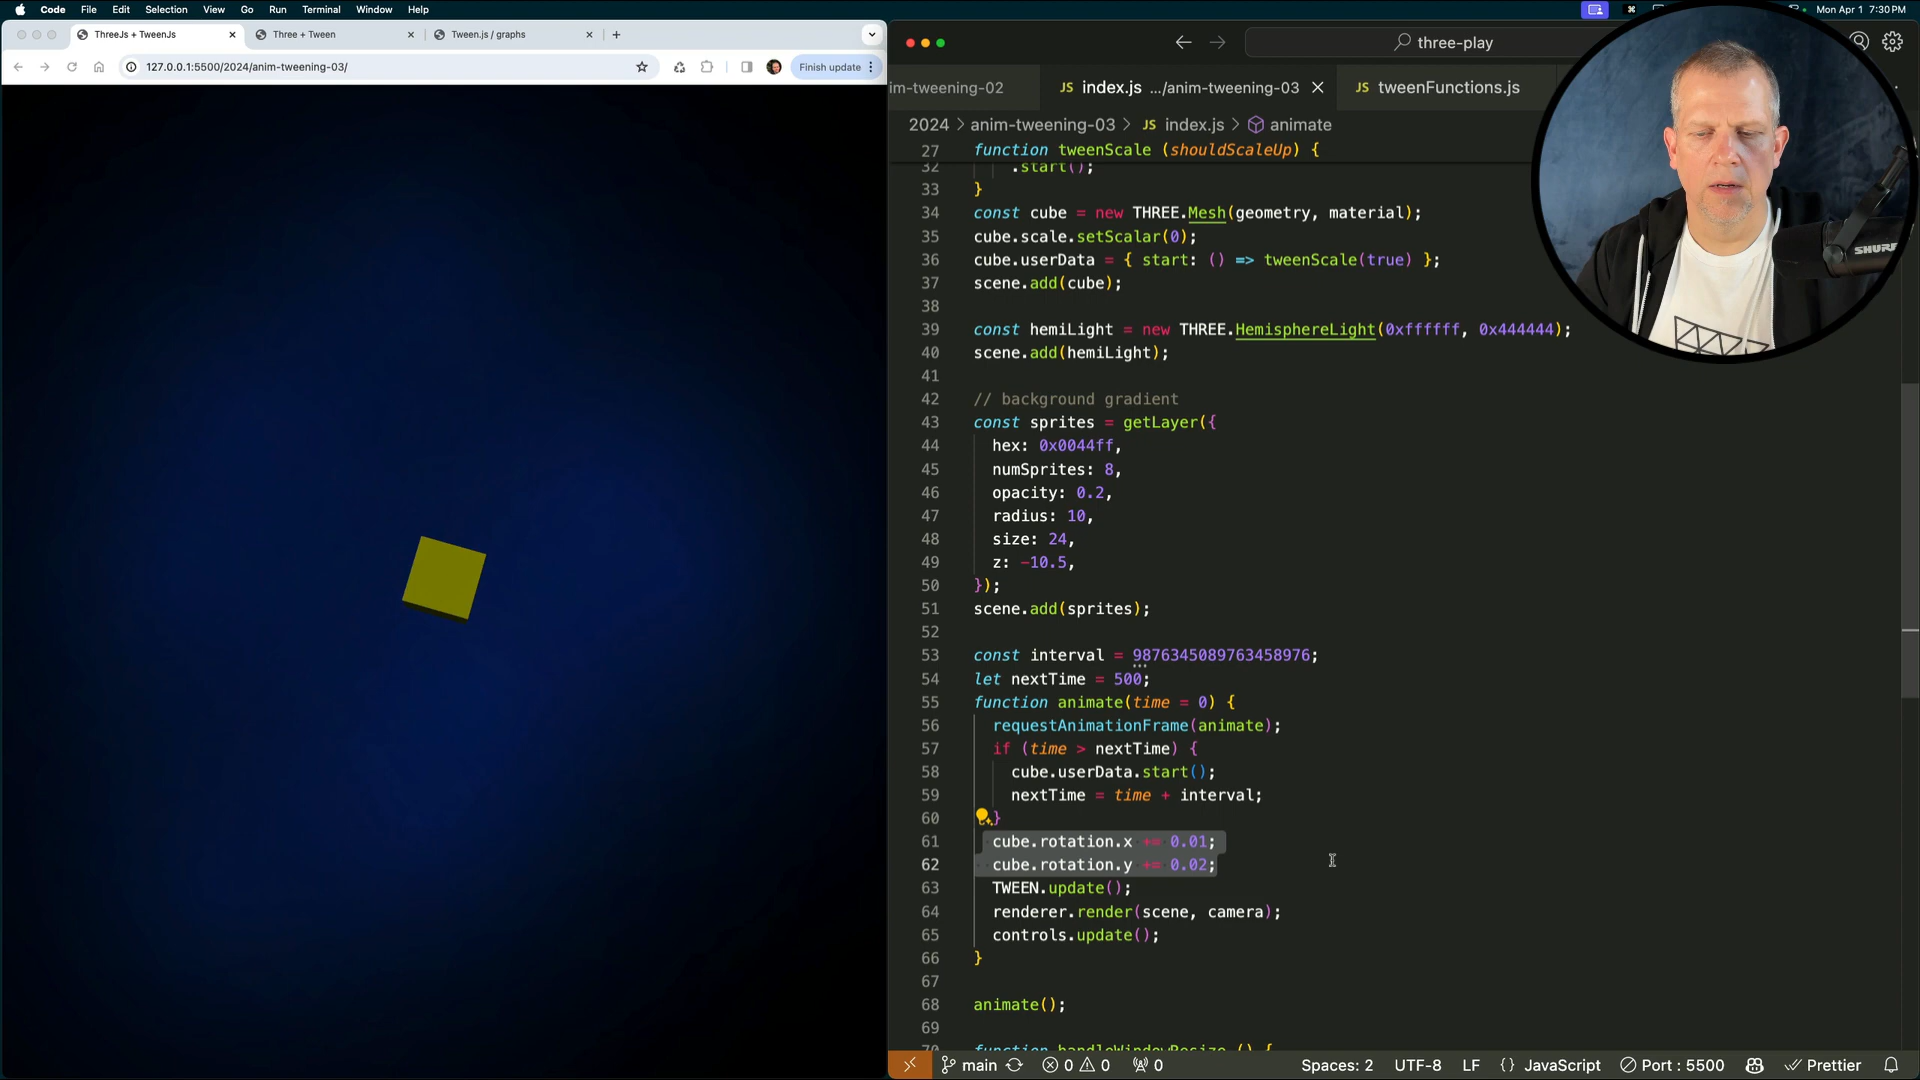 Code File Edit Selection View Go Run Terminal Window Help
Mon Apr 1 7:30 PM
ThreeJs + TweenJs
Three + Tween
Tween.js / graphs
127.0.0.1:5500/2024/anim-tweening-03/
Finish update
three-play
im-tweening-02
JS index.js .../anim-tweening-03
JS tweenFunctions.js
2024 > anim-tweening-03 > JS index.js > animate
27 function tweenScale (shouldScaleUp) {
32 .start();
33 }
34 const cube = new THREE.Mesh(geometry, material);
35 cube.scale.setScalar(0);
36 cube.userData = { start: () => tweenScale(true) };
37 scene.add(cube);
38
39 const hemiLight = new THREE.HemisphereLight(0xffffff, 0x444444);
40 scene.add(hemiLight);
41
42 // background gradient
43 const sprites = getLayer({
44 hex: 0x0044ff,
45 numSprites: 8,
46 opacity: 0.2,
47 radius: 10,
48 size: 24,
49 z: -10.5,
50 });
51 scene.add(sprites);
52
53 const interval = 9876345089763458976;
54 let nextTime = 500;
55 function animate(time = 0) {
56 requestAnimationFrame(animate);
57 if (time > nextTime) {
58 cube.userData.start();
59 nextTime = time + interval;
60 }
61 cube.rotation.x += 0.01;
62 cube.rotation.y += 0.02;
63 TWEEN.update();
64 renderer.render(scene, camera);
65 controls.update();
66 }
67
68 animate();
69
70 function handleWindowResize () {
main 0 0 0 Spaces: 2 UTF-8 LF {} JavaScript Port : 5500 Prettier
SHURE